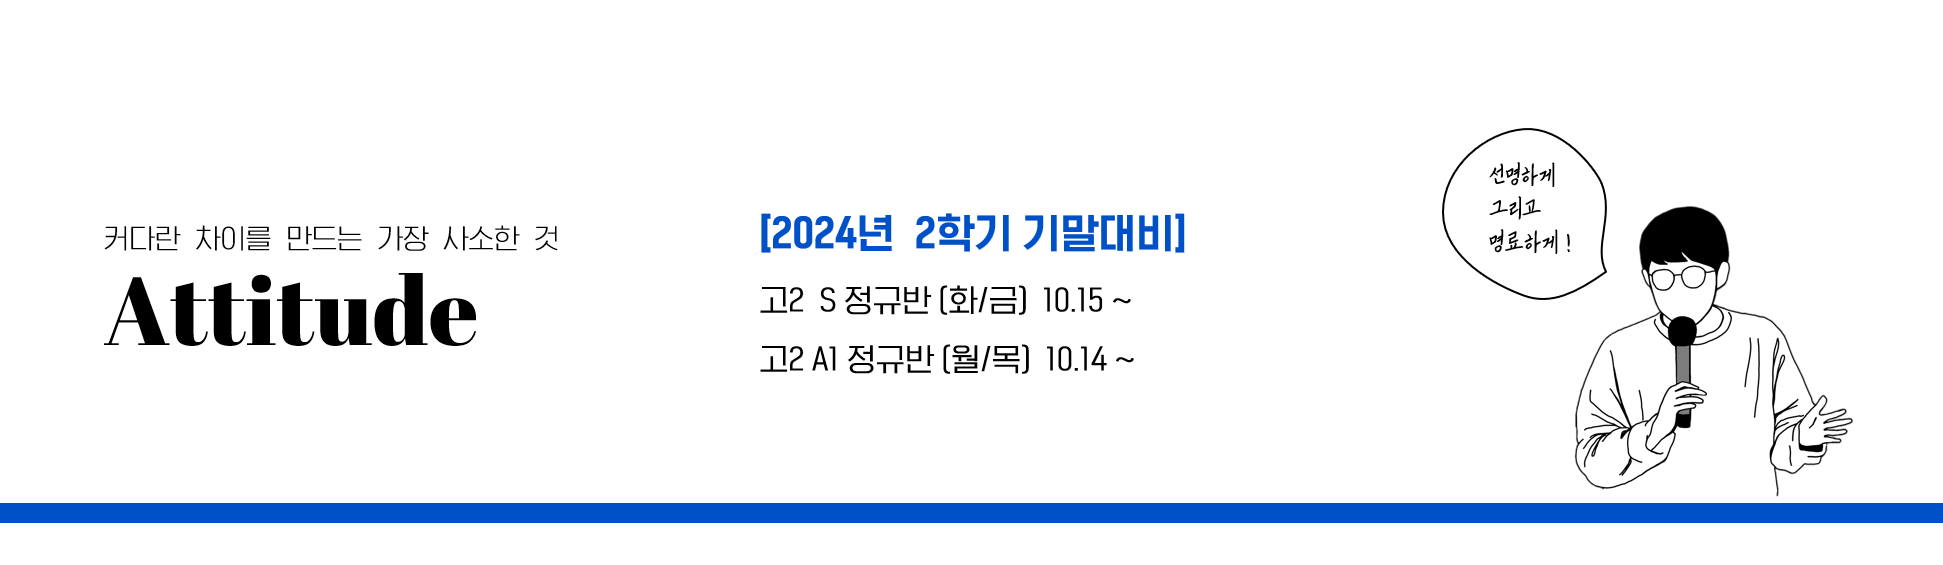 커다란 차이를 만드는 가장 사소한 것
Attitude
[2024년 2학기 기말대비]
고2 S 정규반 (화/금) 10.15 ~
고2 A1 정규반 (월/목) 10.14 ~
선명하게
그리고
명료하게 !